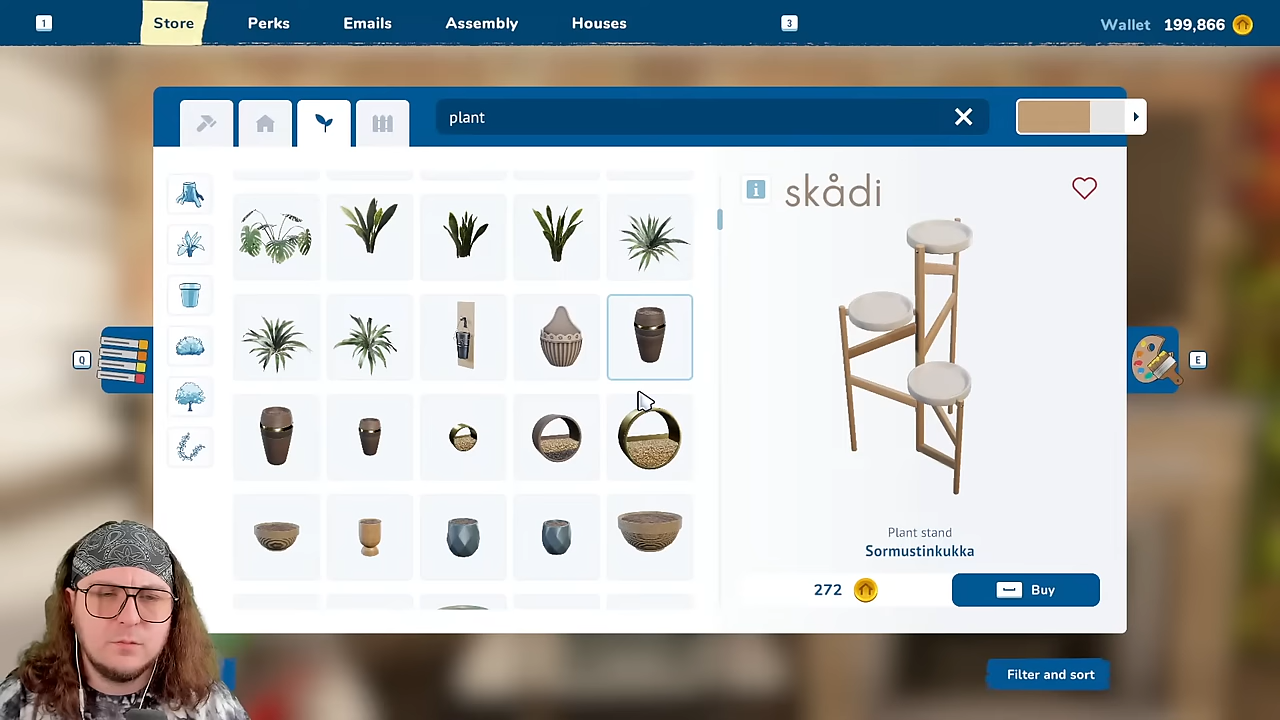 1
Store
Perks
Emails
Assembly
Houses
3
Wallet 199,866
plant
i
skådi
Q
E
Plant stand
Sormustinkukka
272
Buy
Filter and sort